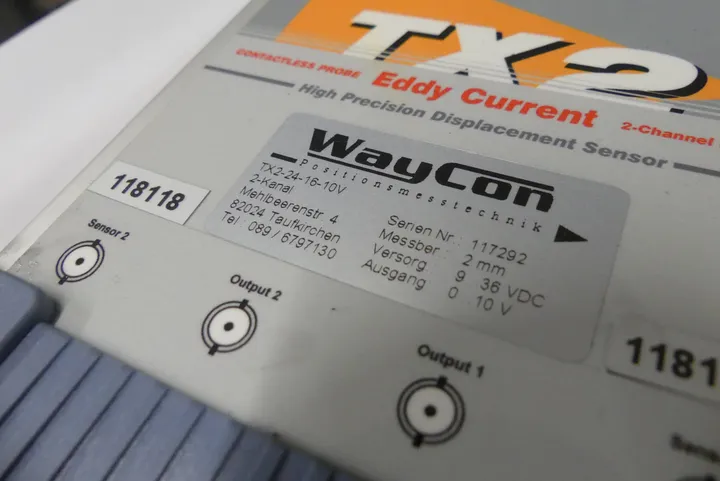 TX2
CONTACTLESS PROBE Eddy Current 2-Channel
High Precision Displacement Sensor
WayCon
Positionsmesstechnik
TX2-24-16-10V
2-Kanal
Mehlbeerenstr 4
82024 Taufkirchen
Tel : 089 / 6797130
Serien Nr : 117292
Messber : 2 mm
Versorg 9 36 VDC
Ausgang 0 10 V
118118
Sensor 2
Output 2
Output 1
1181